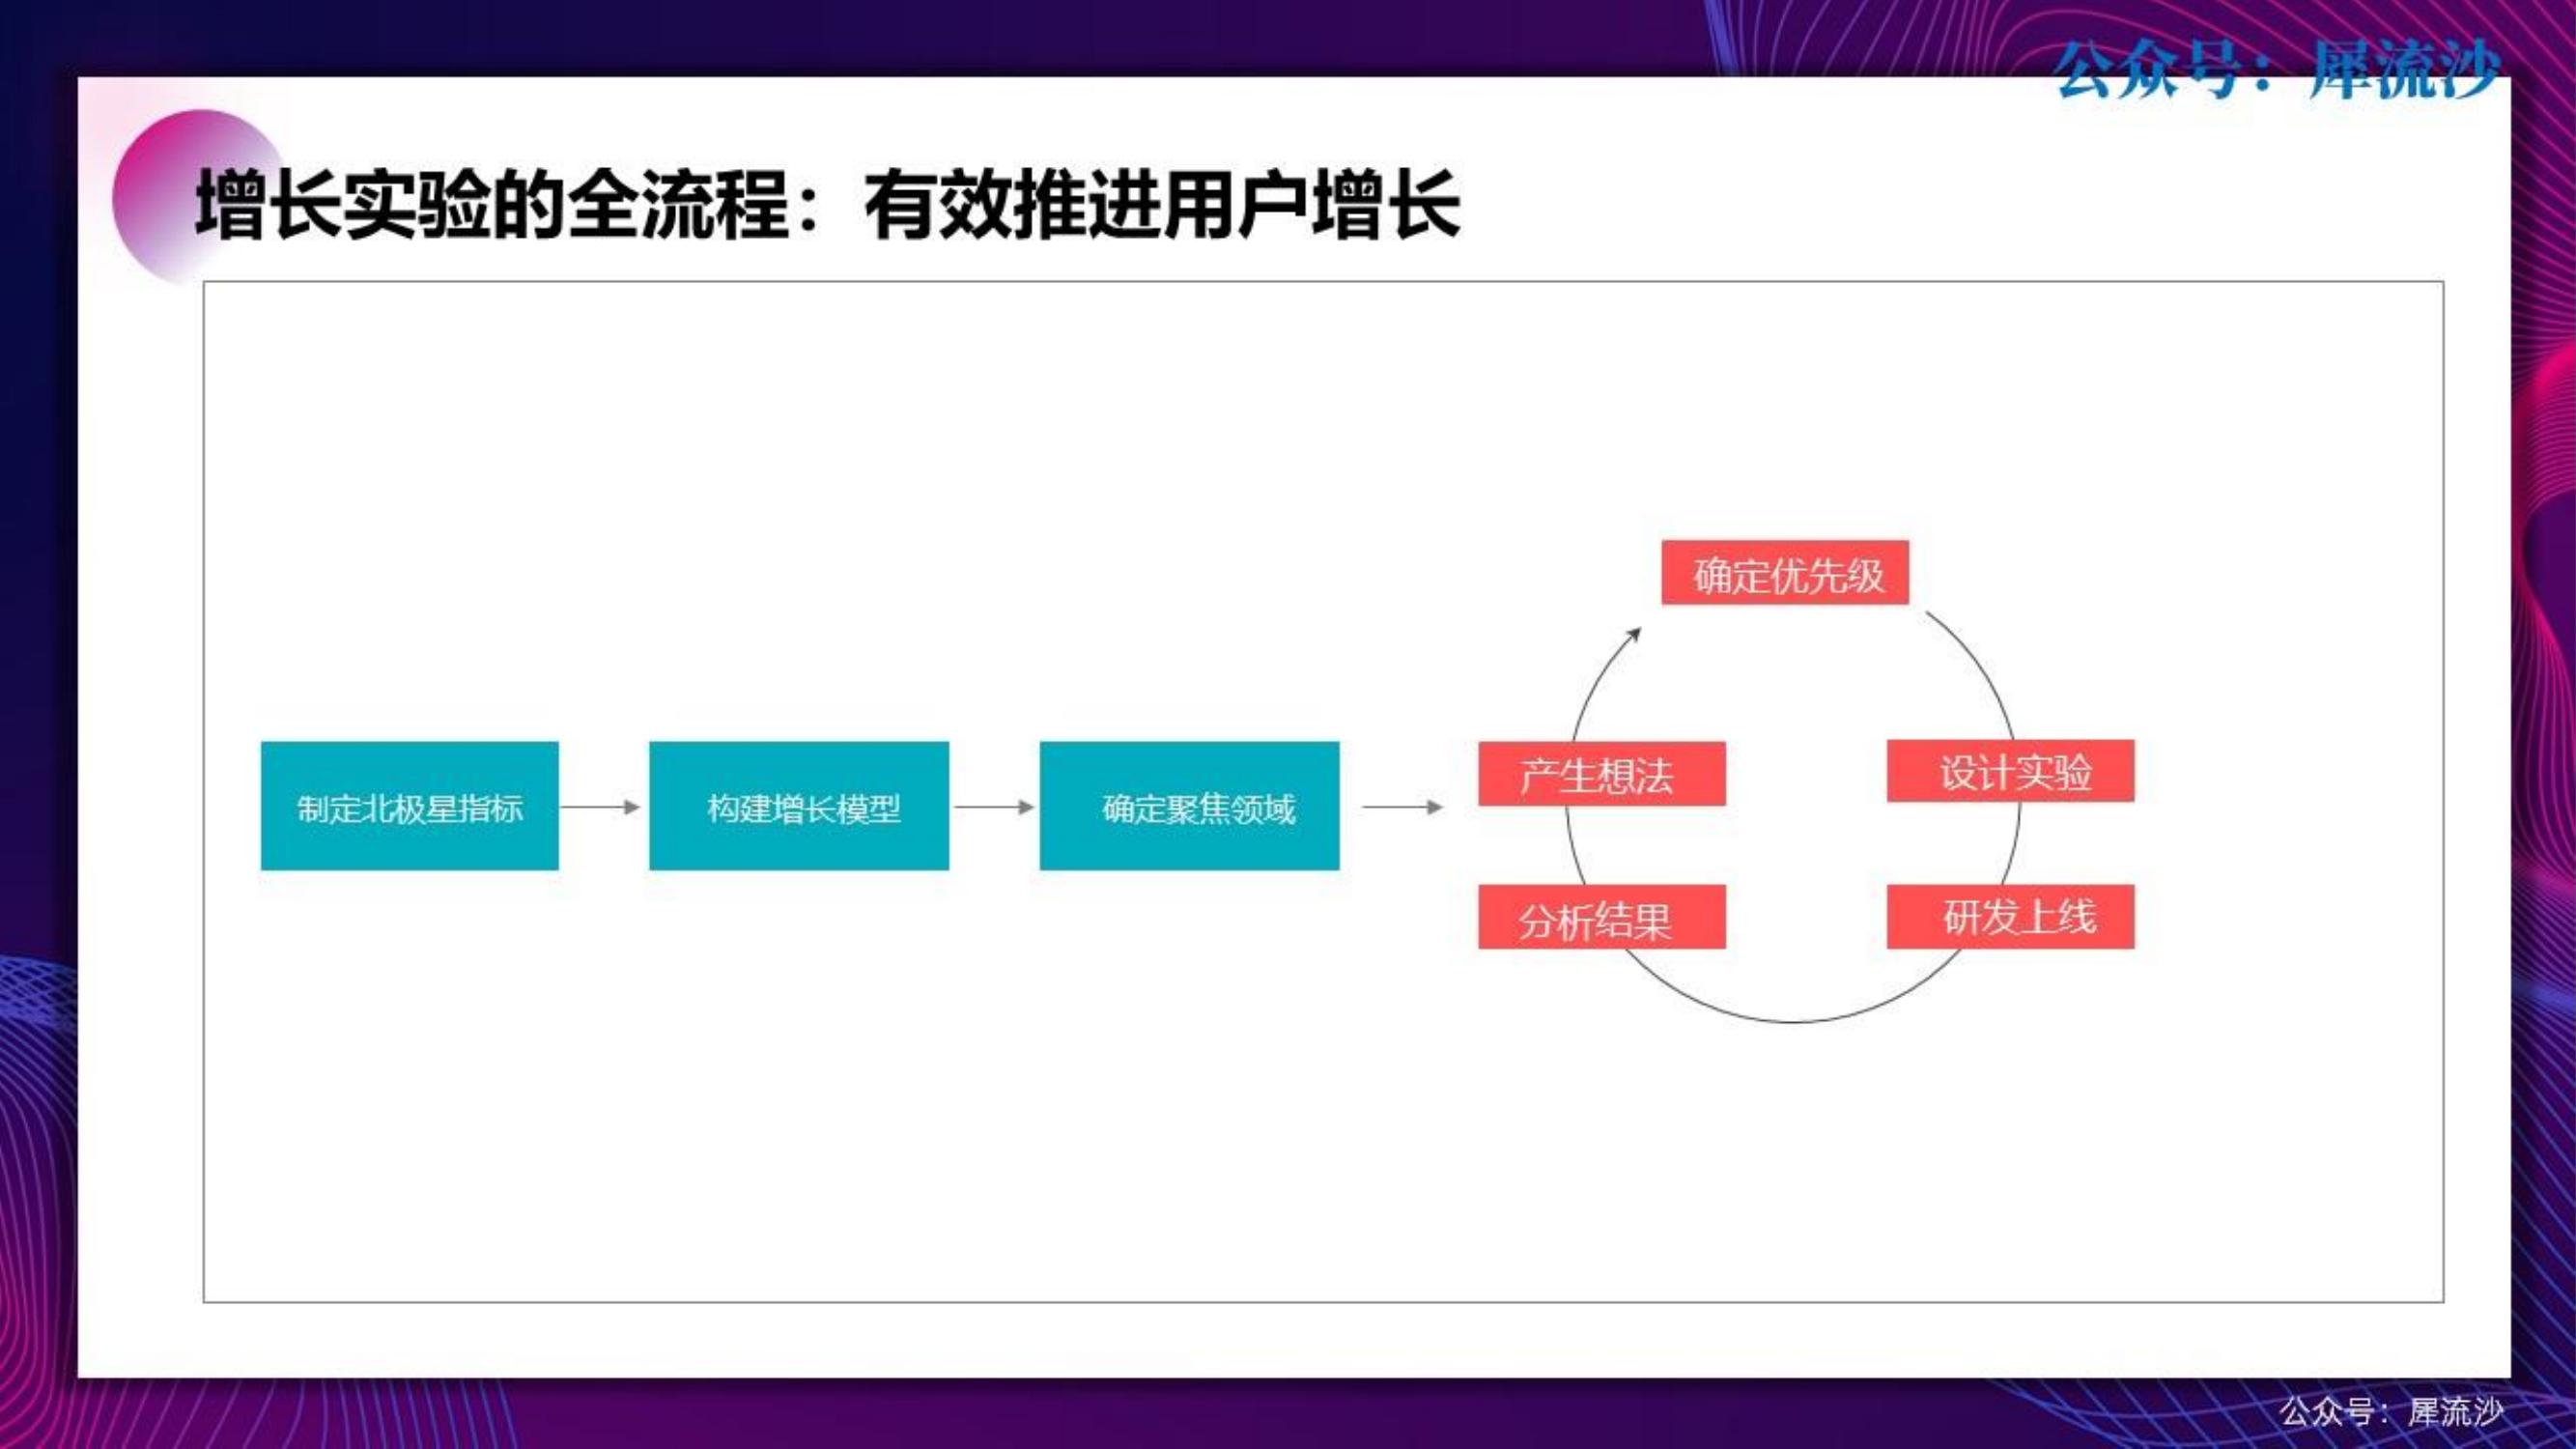 公众号：犀流沙
增长实验的全流程：有效推进用户增长
制定北极星指标
构建增长模型
确定聚焦领域
确定优先级
产生想法
设计实验
分析结果
研发上线
公众号：犀流沙